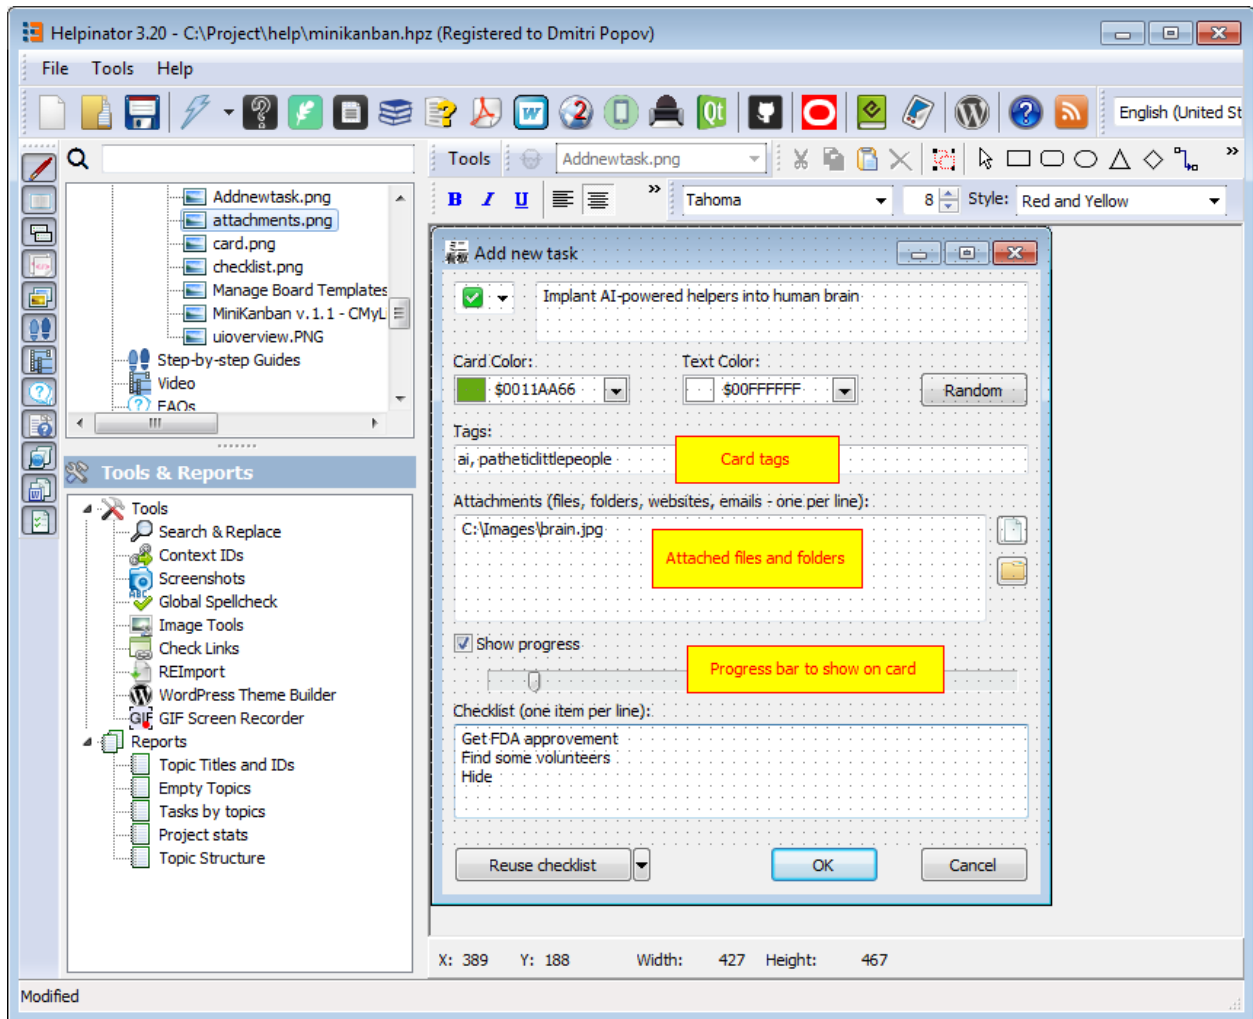 Helpinator 3.20 - C:\Project\help\minikanban.hpz (Registered to Dmitri Popov)
File Tools Help
English (United St
Tools Addnewtask.png
B I U Tahoma 8 Style: Red and Yellow
Addnewtask.png
attachments.png
card.png
checklist.png
Manage Board Templates
MiniKanban v.1.1 - CMyLi
uioverview.PNG
Step-by-step Guides
Video
FAQs
Tools & Reports
Tools
Search & Replace
Context IDs
Screenshots
Global Spellcheck
Image Tools
Check Links
REImport
WordPress Theme Builder
GIF GIF Screen Recorder
Reports
Topic Titles and IDs
Empty Topics
Tasks by topics
Project stats
Topic Structure
ミニ
看板
Add new task
Implant AI-powered helpers into human brain
Card Color: Text Color:
$0011AA66 $00FFFFFF Random
Tags:
ai, patheticlittlepeople
Card tags
Attachments (files, folders, websites, emails - one per line):
C:\Images\brain.jpg
Attached files and folders
Show progress
Progress bar to show on card
Checklist (one item per line):
Get FDA approvement
Find some volunteers
Hide
Reuse checklist OK Cancel
X: 389 Y: 188 Width: 427 Height: 467
Modified